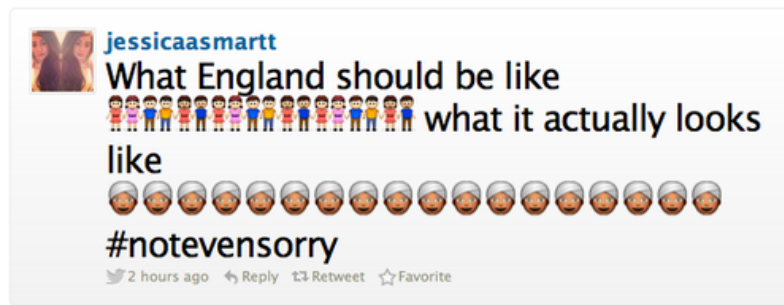 jessicaasmartt
What England should be like
👭👬👫👭👬👫👭👬👫 what it actually looks
like
👳👳👳👳👳👳👳👳👳👳👳👳👳👳👳👳👳👳
#notevensorry
2 hours ago Reply Retweet Favorite